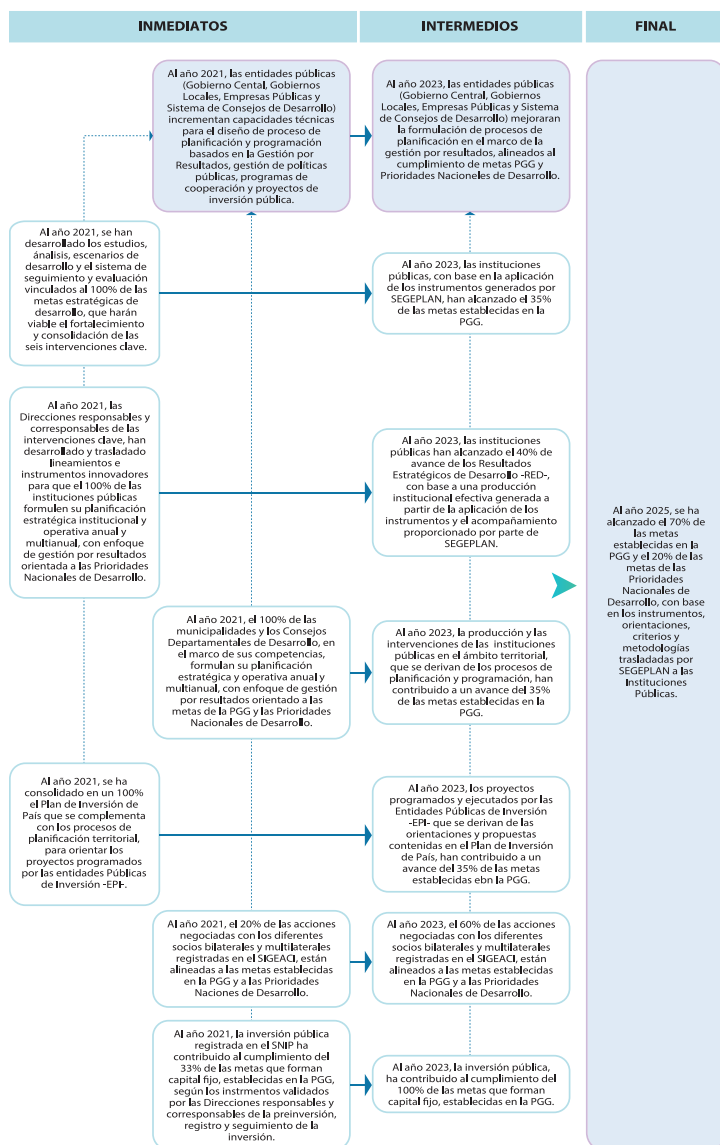 INMEDIATOS
INTERMEDIOS
FINAL
Al año 2021, las entidades públicas
(Gobierno Cental, Gobiernos
Locales, Empresas Públicas y
Sistema de Consejos de Desarrollo)
incrementan capacidades técnicas
para el diseño de proceso de
planificación y programación
basados en la Gestión por
Resultados, gestión de políticas
públicas, programas de
cooperación y proyectos de
inversión pública.
Al año 2023, las entidades públicas
(Gobierno Central, Gobiernos
Locales, Empresas Públicas y Sistema
de Consejos de Desarrollo) mejoraran
la formulación de procesos de
planificación en el marco de la
gestión por resultados, alineados al
cumplimiento de metas PGG y
Prioridades Nacioneles de Desarrollo.
Al año 2021, se han
desarrollado los estudios,
ánalisis, escenarios de
desarrollo y el sistema de
seguimiento y evaluación
vinculados al 100% de las
metas estratégicas de
desarrollo, que harán
viable el fortalecimiento
y consolidación de las
seis intervenciones clave.
Al año 2023, las instituciones
públicas, con base en la aplicación
de los instrumentos generados por
SEGEPLAN, han alcanzado el 35%
de las metas establecidas en la
PGG.
Al año 2021, las
Direcciones responsables y
corresponsables de las
intervenciones clave, han
desarrollado y trasladado
lineamientos e
instrumentos innovadores
para que el 100% de las
instituciones públicas
formulen su planificación
estratégica institucional y
operativa anual y
multianual, con enfoque
de gestión por resultados
orientada a las Prioridades
Nacionales de Desarrollo.
Al año 2023, las instituciones
públicas han alcanzado el 40% de
avance de los Resultados
Estratégicos de Desarrollo -RED-,
con base a una producción
institucional efectiva generada a
partir de la aplicación de los
instrumentos y el acompañamiento
proporcionado por parte de
SEGEPLAN.
Al año 2025, se ha
alcanzado el 70% de
las metas
establecidas en la
PGG y el 20% de las
metas de las
Prioridades
Nacionales de
Desarrollo, con base
en los instrumentos,
orientaciones,
criterios y
metodologías
trasladadas por
SEGEPLAN a las
Instituciones
Públicas.
Al año 2021, el 100% de las
municipalidades y los Consejos
Departamentales de Desarrollo, en
el marco de sus competencias,
formulan su planificación
estratégica y operativa anual y
multianual, con enfoque de gestión
por resultados orientado a las
metas de la PGG y las Prioridades
Nacionales de Desarrollo.
Al año 2023, la producción y las
intervenciones de las instituciones
públicas en el ámbito territorial,
que se derivan de los procesos de
planificación y programación, han
contribuido a un avance del 35%
de las metas establecidas en la
PGG.
Al año 2021, se ha
consolidado en un 100%
el Plan de Inversión de
País que se complementa
con los procesos de
planificación territorial,
para orientar los
proyectos programados
por las entidades Públicas
de Inversión -EPI-.
Al año 2023, los proyectos
programados y ejecutados por las
Entidades Públicas de Inversión
-EPI- que se derivan de las
orientaciones y propuestas
contenidas en el Plan de Inversión
de País, han contribuido a un
avance del 35% de las metas
establecidas ebn la PGG.
Al año 2021, el 20% de las acciones
negociadas con los diferentes
socios bilaterales y multilaterales
registradas en el SIGEACI, están
alineadas a las metas establecidas
en la PGG y a las Prioridades
Naciones de Desarrollo.
Al año 2023, el 60% de las acciones
negociadas con los diferentes
socios bilaterales y multilaterales
registradas en el SIGEACI, están
alineados a las metas establecidas
en la PGG y a las Prioridades
Nacionales de Desarrollo.
Al año 2021, la inversión pública
registrada en el SNIP ha
contribuido al cumplimiento del
33% de las metas que forman
capital fijo, establecidas en la PGG,
según los instrmentos validados
por las Direcciones responsables y
corresponsables de la preinversión,
registro y seguimiento de la
inversión.
Al año 2023, la inversión pública,
ha contribuido al cumplimiento del
100% de las metas que forman
capital fijo, establecidas en la PGG.